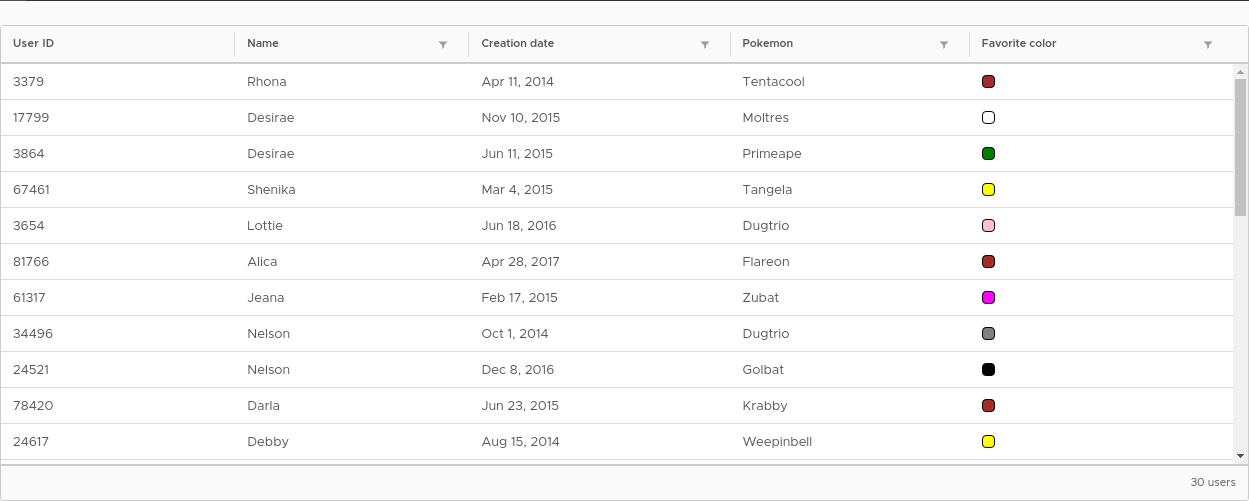 User ID Name Creation date Pokemon Favorite color
3379 Rhona Apr 11, 2014 Tentacool
17799 Desirae Nov 10, 2015 Moltres
3864 Desirae Jun 11, 2015 Primeape
67461 Shenika Mar 4, 2015 Tangela
3654 Lottie Jun 18, 2016 Dugtrio
81766 Alica Apr 28, 2017 Flareon
61317 Jeana Feb 17, 2015 Zubat
34496 Nelson Oct 1, 2014 Dugtrio
24521 Nelson Dec 8, 2016 Golbat
78420 Darla Jun 23, 2015 Krabby
24617 Debby Aug 15, 2014 Weepinbell
30 users